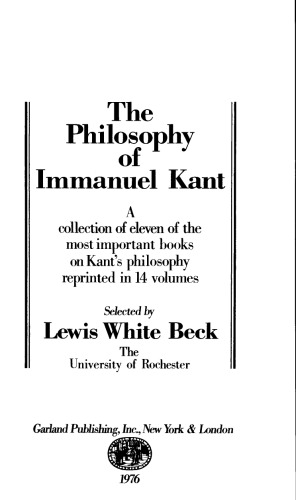 The
Philosophy
of
Immanuel Kant
A
collection of eleven of the
most important books
on Kant's philosophy
reprinted in 14 volumes
Selected by
Lewis White Beck
The
University of Rochester
Garland Publishing, Inc., New York & London
1976